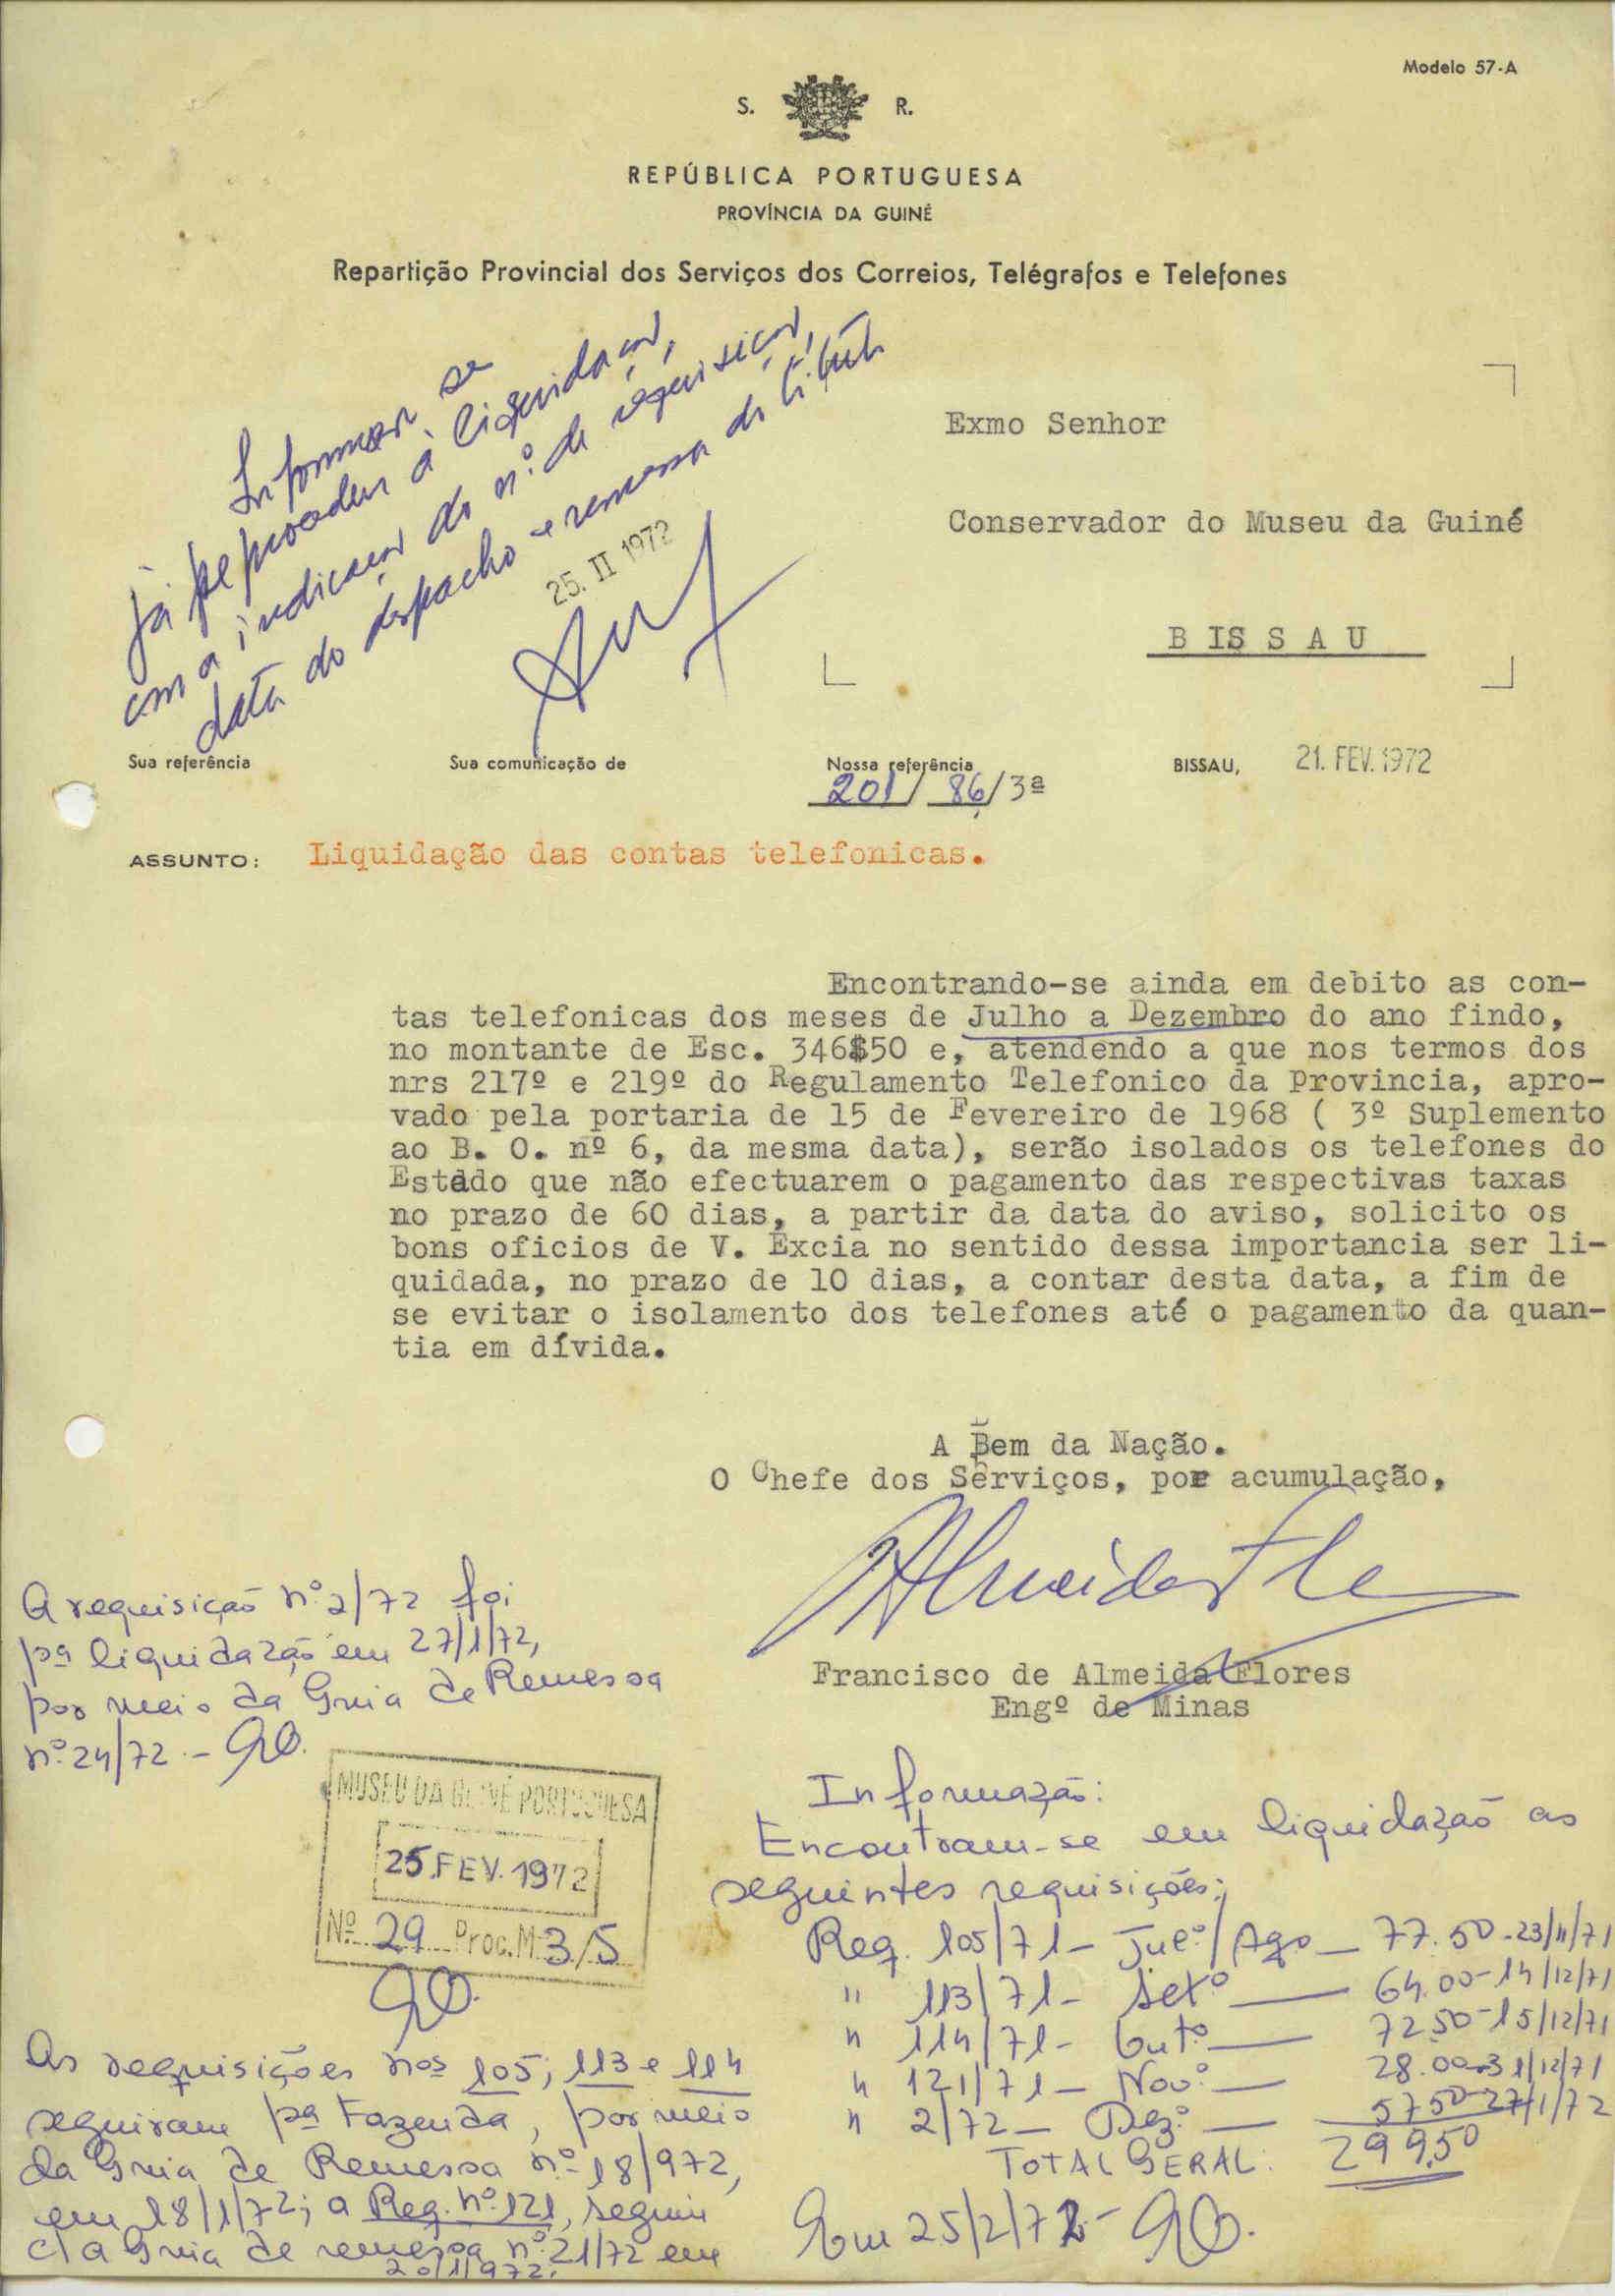 Modelo 57-A
S. R.
REPÚBLICA PORTUGUESA
PROVÍNCIA DA GUINÉ
Repartição Provincial dos Serviços dos Correios, Telégrafos e Telefones
Informar se
já se procedeu à liquidação,
com a indicação do nº. da requisição,
data do despacho e remessa do título
25. II 1972
Exmo Senhor
Conservador do Museu da Guiné
B IS S A U
Sua referência
Sua comunicação de
Nossa referência
201/ 86/3ª
BISSAU, 21. FEV. 1972
ASSUNTO: Liquidação das contas telefonicas.
Encontrando-se ainda em debito as con-
tas telefonicas dos meses de Julho a Dezembro do ano findo,
no montante de Esc. 346$50 e, atendendo a que nos termos dos
nrs 217º e 219º do Regulamento Telefonico da Provincia, apro-
vado pela portaria de 15 de Fevereiro de 1968 ( 3º Suplemento
ao B. O. nº 6, da mesma data), serão isolados os telefones do
Estado que não efectuarem o pagamento das respectivas taxas
no prazo de 60 dias, a partir da data do aviso, solicito os
bons oficios de V. Excia no sentido dessa importancia ser li-
quidada, no prazo de 10 dias, a contar desta data, a fim de
se evitar o isolamento dos telefones até o pagamento da quan-
tia em dívida.
A Bem da Nação.
O Chefe dos Serviços, por acumulação,
Francisco de Almeida Flores
Engº de Minas
A requisição nº 2/72 foi
pª liquidação em 27/1/72,
por meio da Guia de Remessa
nº 24/72.-
MUSEU DA GUINÉ PORTUGUESA
25. FEV. 1972
Nº 29 Proc. M 3/5
Informação:
Encontram-se em liquidação as
seguintes requisições:
Req. 105/71 - Julº/Ago — 77.50 - 23/11/71
" 113/71 - Setº — 64.00 - 14/12/71
" 114/71 - Outº — 72.50 - 15/12/71
" 121/71 - Novº — 28.00 - 31/12/71
" 2/72 - Dezº — 57.50 - 27/1/72
TOTAL GERAL: 299.50
Em 25/2/72 -
As requisições nos 105; 113 e 114
seguiram pª Fazenda, por meio
da Guia de Remessa nº 18/972,
em 18/1/72; a Req. nº 121, seguiu
c/ a Guia de remessa nº 21/72 em
20/1/972.